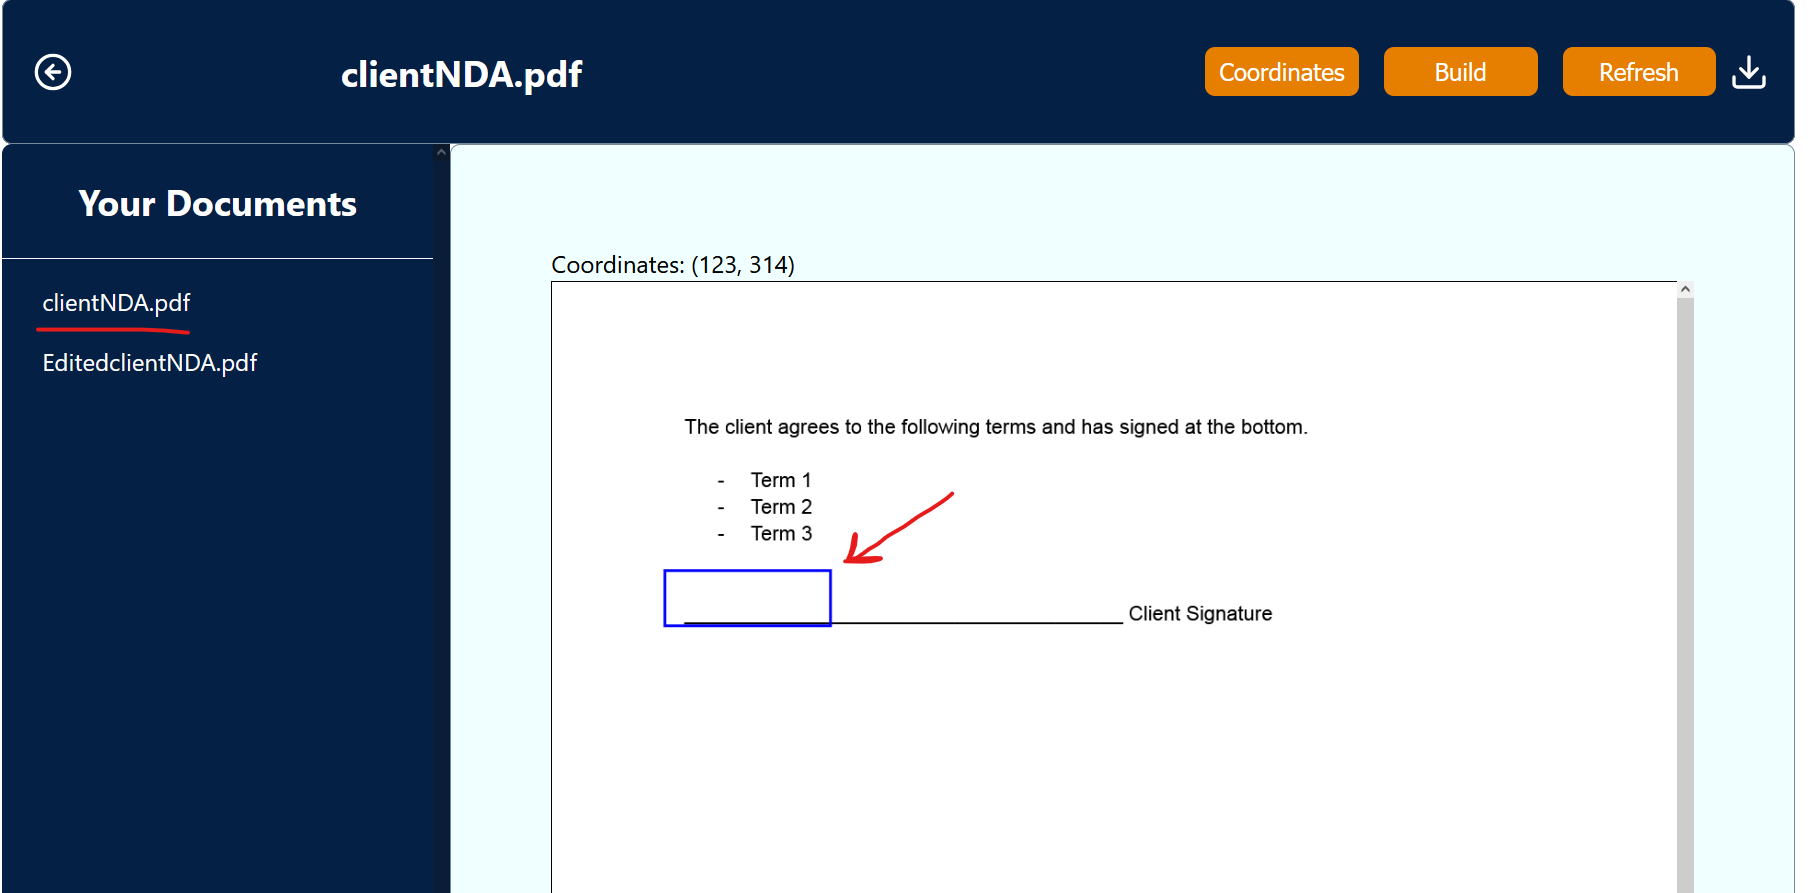 clientNDA.pdf
Coordinates
Build
Refresh
Your Documents
clientNDA.pdf
EditedclientNDA.pdf
Coordinates: (123, 314)
The client agrees to the following terms and has signed at the bottom.
- Term 1
- Term 2
- Term 3
Client Signature